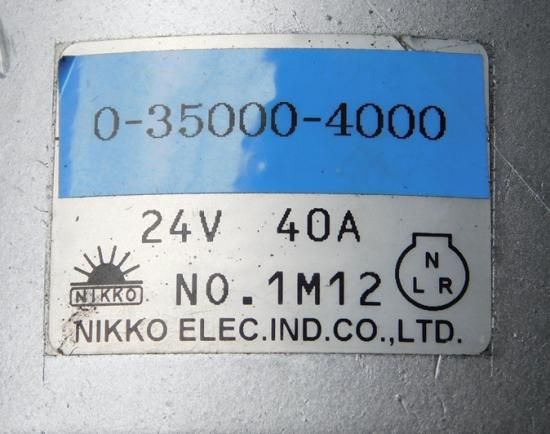 0-35000-4000
24V 40A
NIKKO NO.1M12
N
L R
NIKKO ELEC.IND.CO.,LTD.